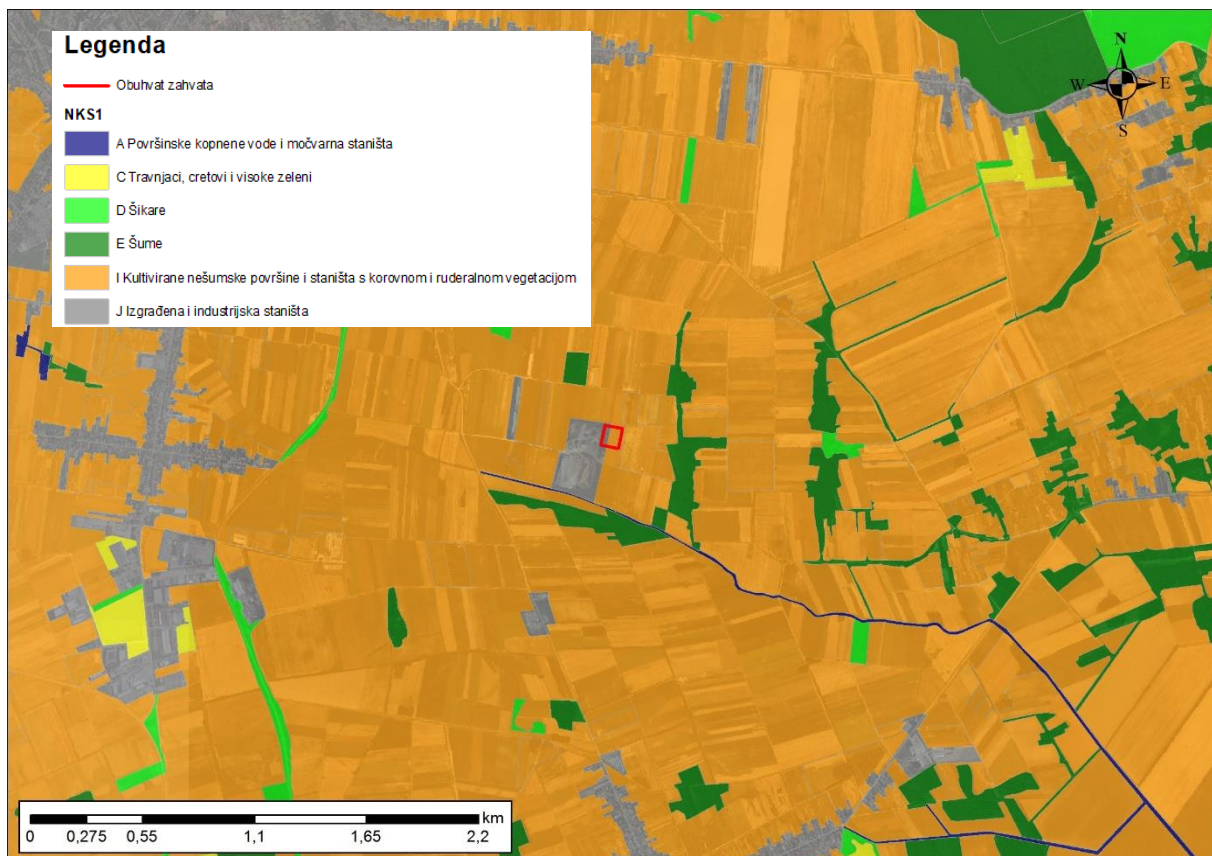 Legenda
Obuhvat zahvata
NKS1
A Površinske kopnene vode i močvarna staništa
C Travnjaci, cretovi i visoke zeleni
D Šikare
E Šume
I Kultivirane nešumske površine i staništa s korovnom i ruderalnom vegetacijom
J Izgrađena i industrijska staništa
N
W E
S
km
0 0,275 0,55 1,1 1,65 2,2